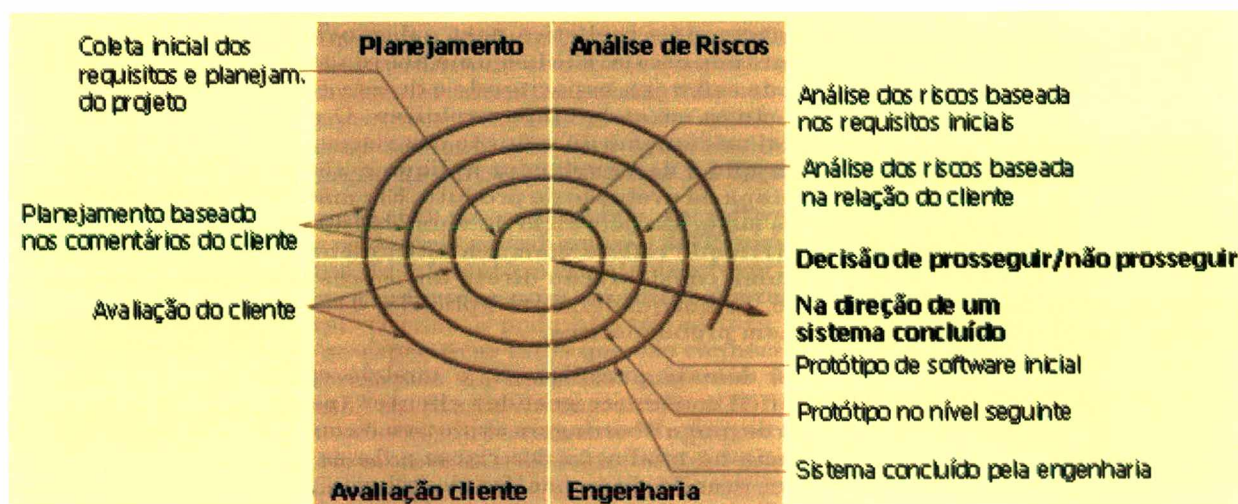 Coleta inicial dos
requisitos e planejam.
do projeto
Planejamento
Análise de Riscos
Análise dos riscos baseada
nos requisitos iniciais
Análise dos riscos baseada
na relação do cliente
Planejamento baseado
nos comentários do cliente
Decisão de prosseguir/não prosseguir
Avaliação do cliente
Na direção de um
sistema concluído
Protótipo de software inicial
Protótipo no nível seguinte
Sistema concluído pela engenharia
Avaliação cliente
Engenharia